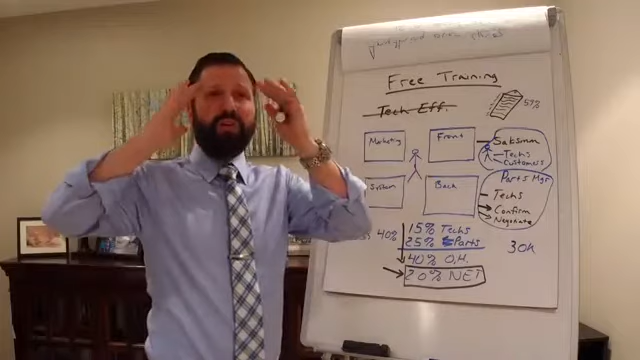 Free Training
Tech Eff.
57%
Marketing
Front
Saksman
Techs
Customers
System
Back
Parts Mgr
Techs
Confirm
Negotiate
40%
15% Techs
25% Parts
40% O.H.
20% NET
30K